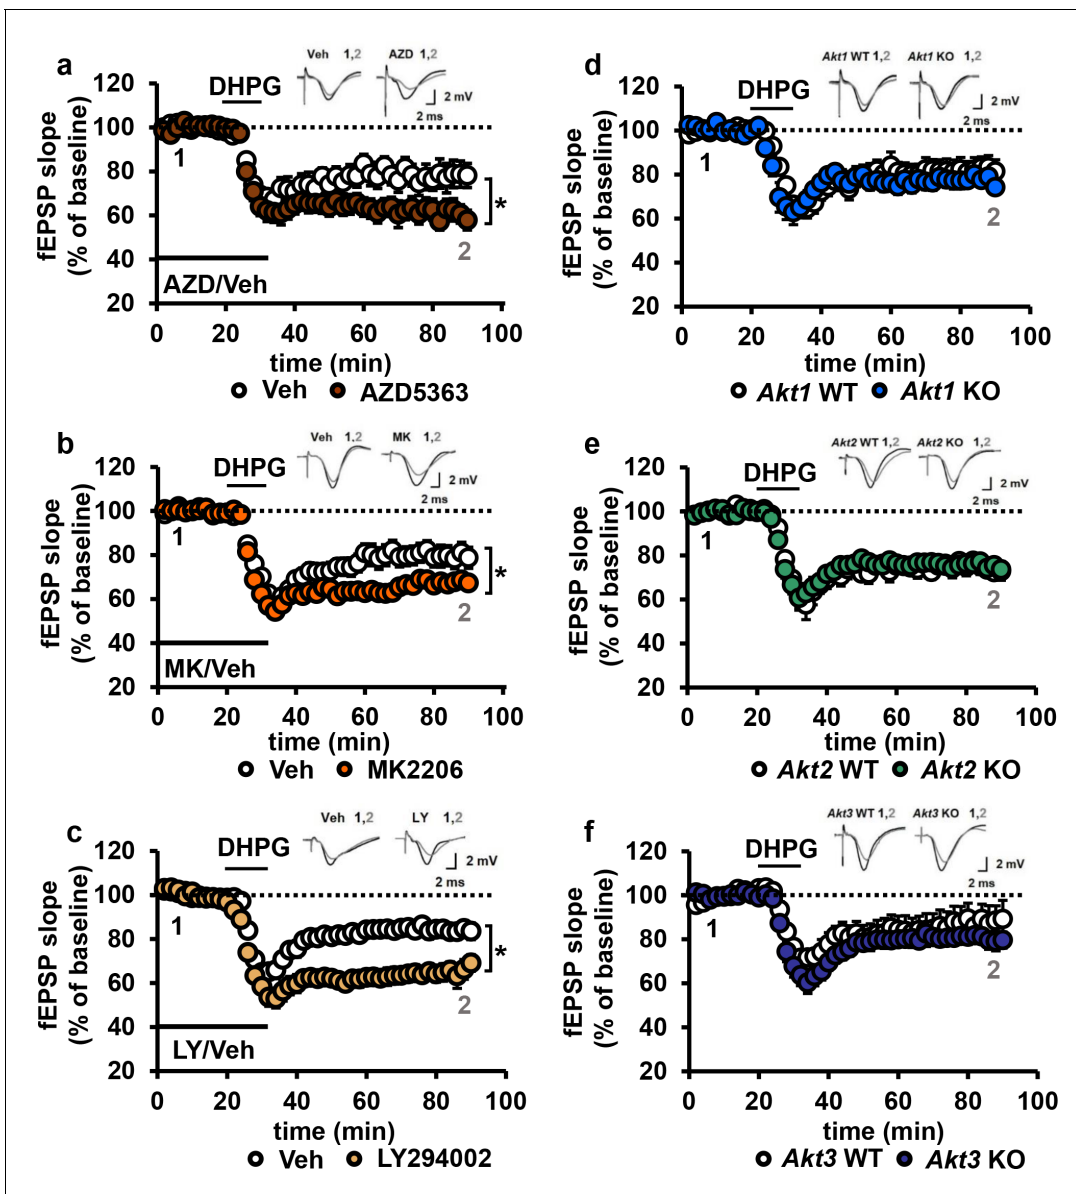 a
Veh 1,2 AZD 1,2
2 mV
2 ms
DHPG
fEPSP slope
(% of baseline)
120
100
80
60
40
20
1
*
2
AZD/Veh
0 20 40 60 80 100
time (min)
Veh AZD5363
b
Veh 1,2 MK 1,2
2 mV
2 ms
DHPG
fEPSP slope
(% of baseline)
120
100
80
60
40
20
1
*
2
MK/Veh
0 20 40 60 80 100
time (min)
Veh MK2206
c
Veh 1,2 LY 1,2
2 mV
2 ms
DHPG
fEPSP slope
(% of baseline)
120
100
80
60
40
20
1
*
2
LY/Veh
0 20 40 60 80 100
time (min)
Veh LY294002
d
Akt1 WT 1,2 Akt1 KO 1,2
2 mV
2 ms
DHPG
fEPSP slope
(% of baseline)
120
100
80
60
40
20
1
2
0 20 40 60 80 100
time (min)
Akt1 WT Akt1 KO
e
Akt2 WT 1,2 Akt2 KO 1,2
2 mV
2 ms
DHPG
fEPSP slope
(% of baseline)
120
100
80
60
40
20
1
2
0 20 40 60 80 100
time (min)
Akt2 WT Akt2 KO
f
Akt3 WT 1,2 Akt3 KO 1,2
2 mV
2 ms
DHPG
fEPSP slope
(% of baseline)
120
100
80
60
40
20
1
2
0 20 40 60 80 100
time (min)
Akt3 WT Akt3 KO